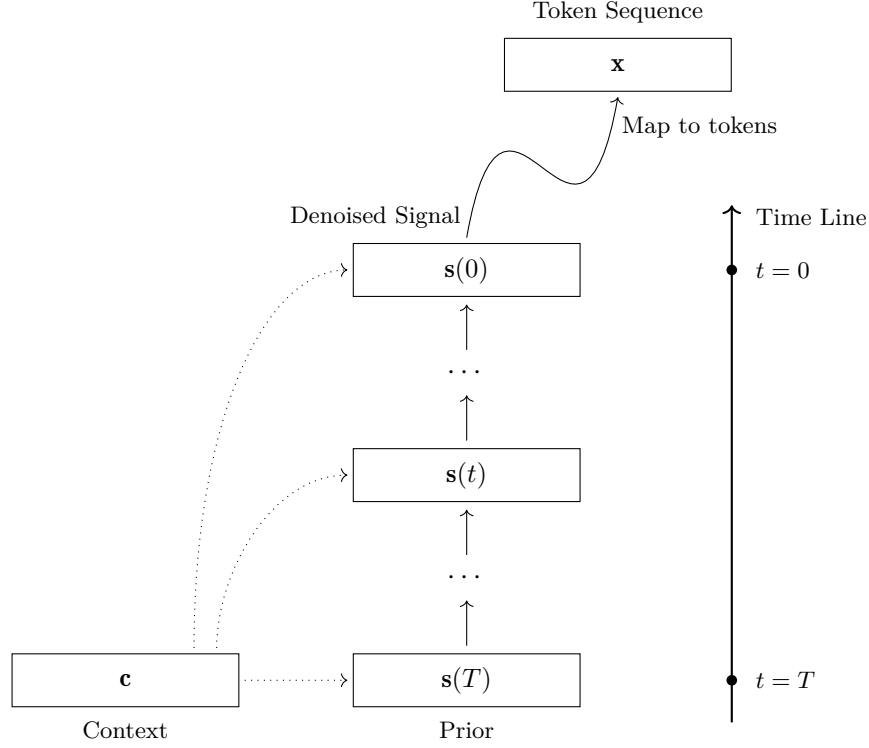 Token Sequence
x
Map to tokens
Denoised Signal
Time Line
s(0)
t = 0
...
s(t)
...
c
s(T)
t = T
Context
Prior